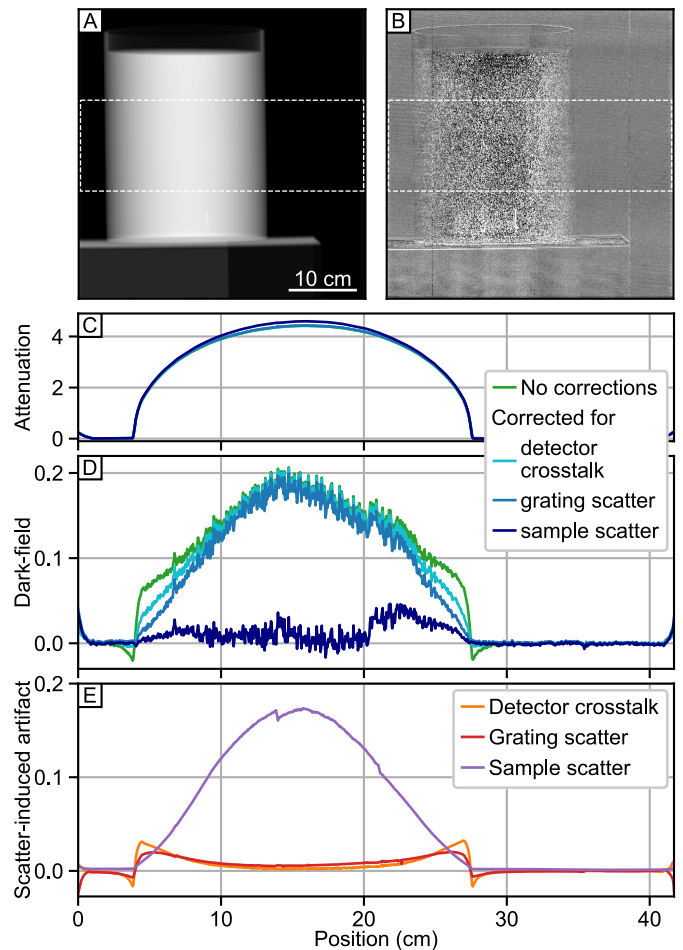 A
B
10 cm
C
Attenuation
4
2
0
No corrections
Corrected for
detector
crosstalk
grating scatter
sample scatter
D
Dark-field
0.2
0.1
0.0
E
Scatter-induced artifact
0.2
0.1
0.0
Detector crosstalk
Grating scatter
Sample scatter
0
10
20
30
40
Position (cm)